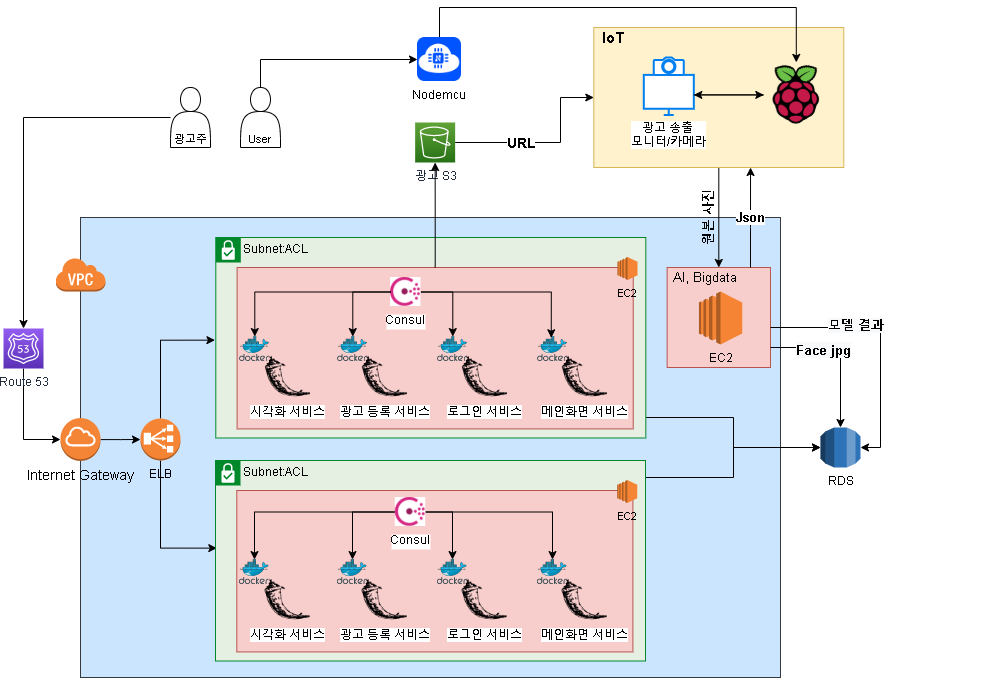 IoT
Nodemcu
광고주
User
URL
광고 송출
모니터/카메라
광고 S3
원본 사진
Json
VPC
Subnet:ACL
EC2
Consul
docker
docker
docker
docker
시각화 서비스
광고 등록 서비스
로그인 서비스
메인화면 서비스
AI, Bigdata
EC2
모델 결과
Face jpg
53
Route 53
Internet Gateway
ELB
RDS
Subnet:ACL
EC2
Consul
docker
docker
docker
docker
시각화 서비스
광고 등록 서비스
로그인 서비스
메인화면 서비스